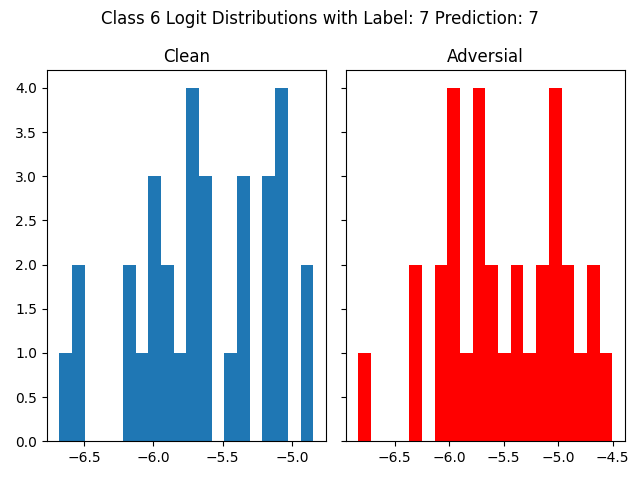 Class 6 Logit Distributions with Label: 7 Prediction: 7
Clean
Adversial
4.0
3.5
3.0
2.5
2.0
1.5
1.0
0.5
0.0
−6.5 −6.0 −5.5 −5.0
−6.5 −6.0 −5.5 −5.0 −4.5